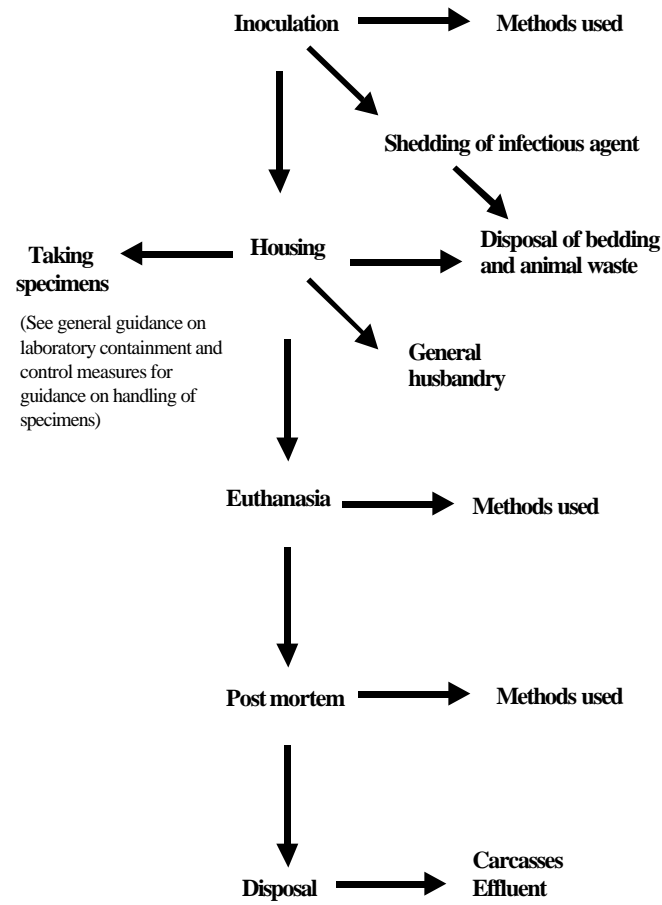 Inoculation
Methods used
Shedding of infectious agent
Taking
specimens
(See general guidance on
laboratory containment and
control measures for
guidance on handling of
specimens)
Housing
Disposal of bedding
and animal waste
General
husbandry
Euthanasia
Methods used
Post mortem
Methods used
Disposal
Carcasses
Effluent